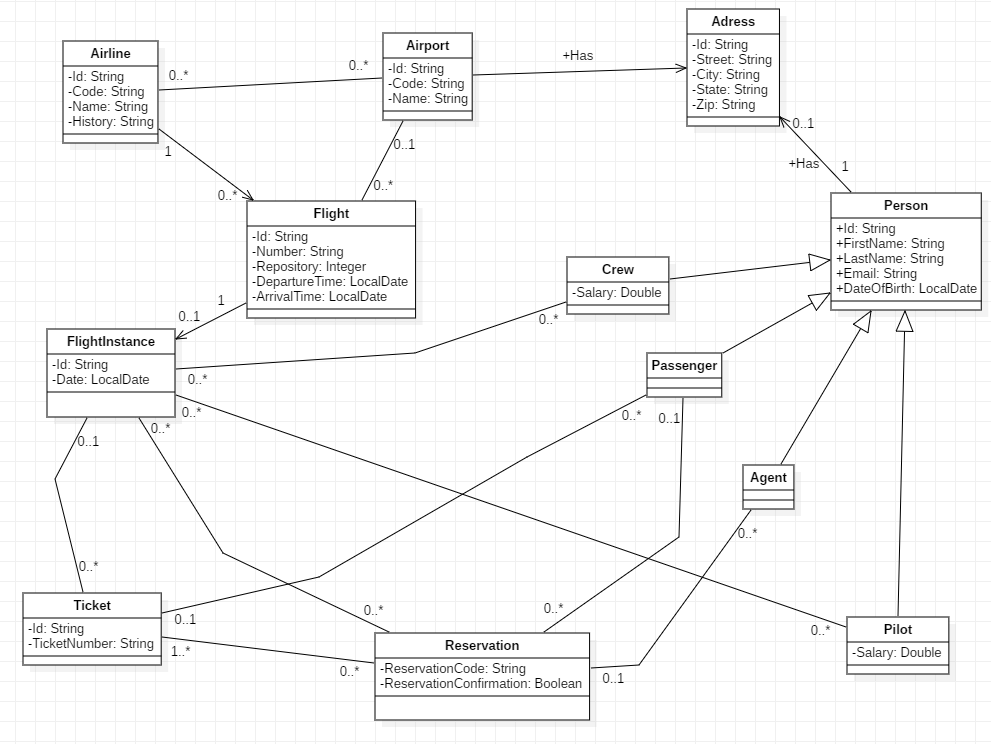 Airline
-Id: String
-Code: String
-Name: String
-History: String
0..*
0..*
Airport
-Id: String
-Code: String
-Name: String
+Has
Adress
-Id: String
-Street: String
-City: String
-State: String
-Zip: String
0..1
+Has
1
1
0..*
0..1
0..*
Flight
-Id: String
-Number: String
-Repository: Integer
-DepartureTime: LocalDate
-ArrivalTime: LocalDate
Person
+Id: String
+FirstName: String
+LastName: String
+Email: String
+DateOfBirth: LocalDate
Crew
-Salary: Double
0..*
1
0..1
FlightInstance
-Id: String
-Date: LocalDate
0..*
0..*
0..1
0..*
Passenger
0..*
0..1
Agent
0..*
0..*
Ticket
-Id: String
-TicketNumber: String
0..1
1..*
0..*
0..*
0..*
Reservation
-ReservationCode: String
-ReservationConfirmation: Boolean
0..1
0..*
Pilot
-Salary: Double